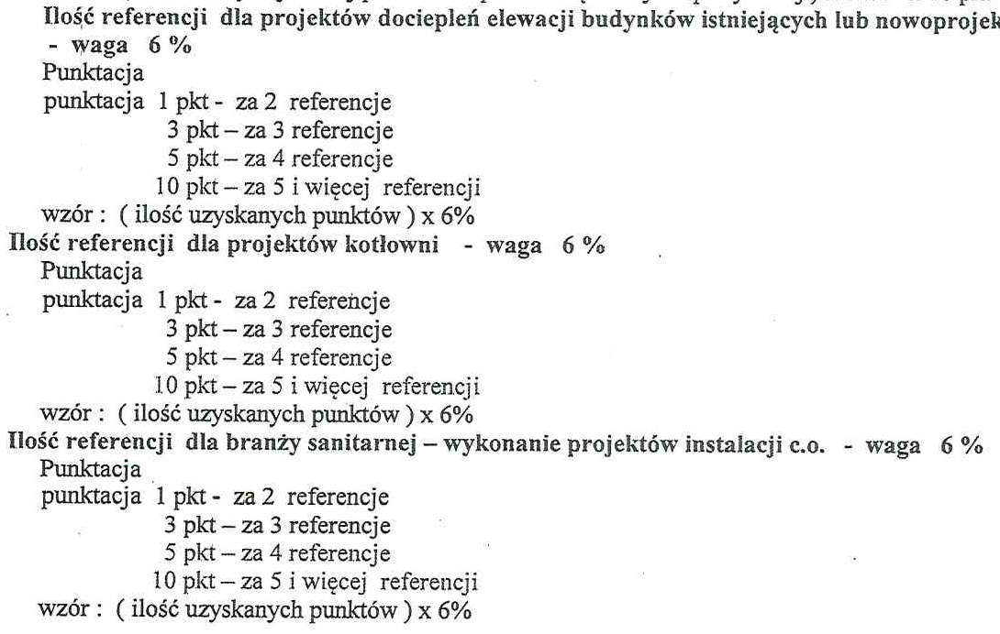 Ilość referencji dla projektów dociepleń elewacji budynków istniejących lub nowoprojek
- waga 6 %
Punktacja
punktacja 1 pkt - za 2 referencje
3 pkt – za 3 referencje
5 pkt – za 4 referencje
10 pkt – za 5 i więcej referencji
wzór : ( ilość uzyskanych punktów ) x 6%
Ilość referencji dla projektów kotłowni - waga 6 %
Punktacja
punktacja 1 pkt - za 2 referencje
3 pkt – za 3 referencje
5 pkt – za 4 referencje
10 pkt – za 5 i więcej referencji
wzór : ( ilość uzyskanych punktów ) x 6%
Ilość referencji dla branży sanitarnej – wykonanie projektów instalacji c.o. - waga 6 %
Punktacja
punktacja 1 pkt - za 2 referencje
3 pkt – za 3 referencje
5 pkt – za 4 referencje
10 pkt – za 5 i więcej referencji
wzór : ( ilość uzyskanych punktów ) x 6%